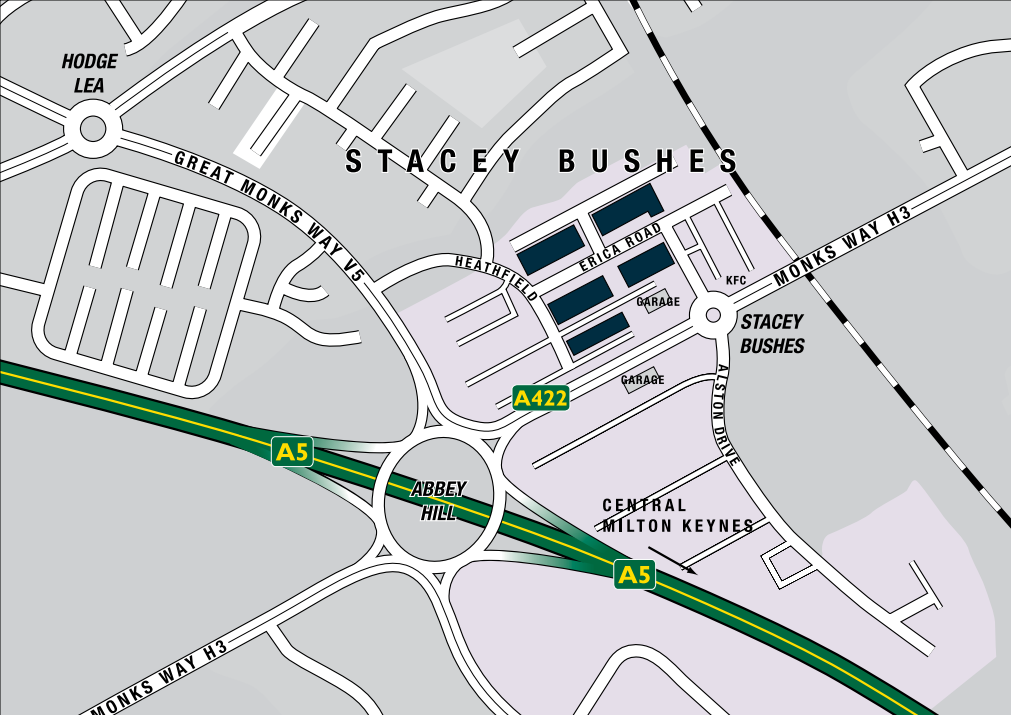 HODGE
LEA
GREAT MONKS WAY V5
STACEY BUSHES
ERICA ROAD
MONKS WAY H3
HEATHFIELD
KFC
GARAGE
STACEY
BUSHES
GARAGE
A422
ALSTON DRIVE
A5
ABBEY
HILL
CENTRAL
MILTON KEYNES
A5
MONKS WAY H3